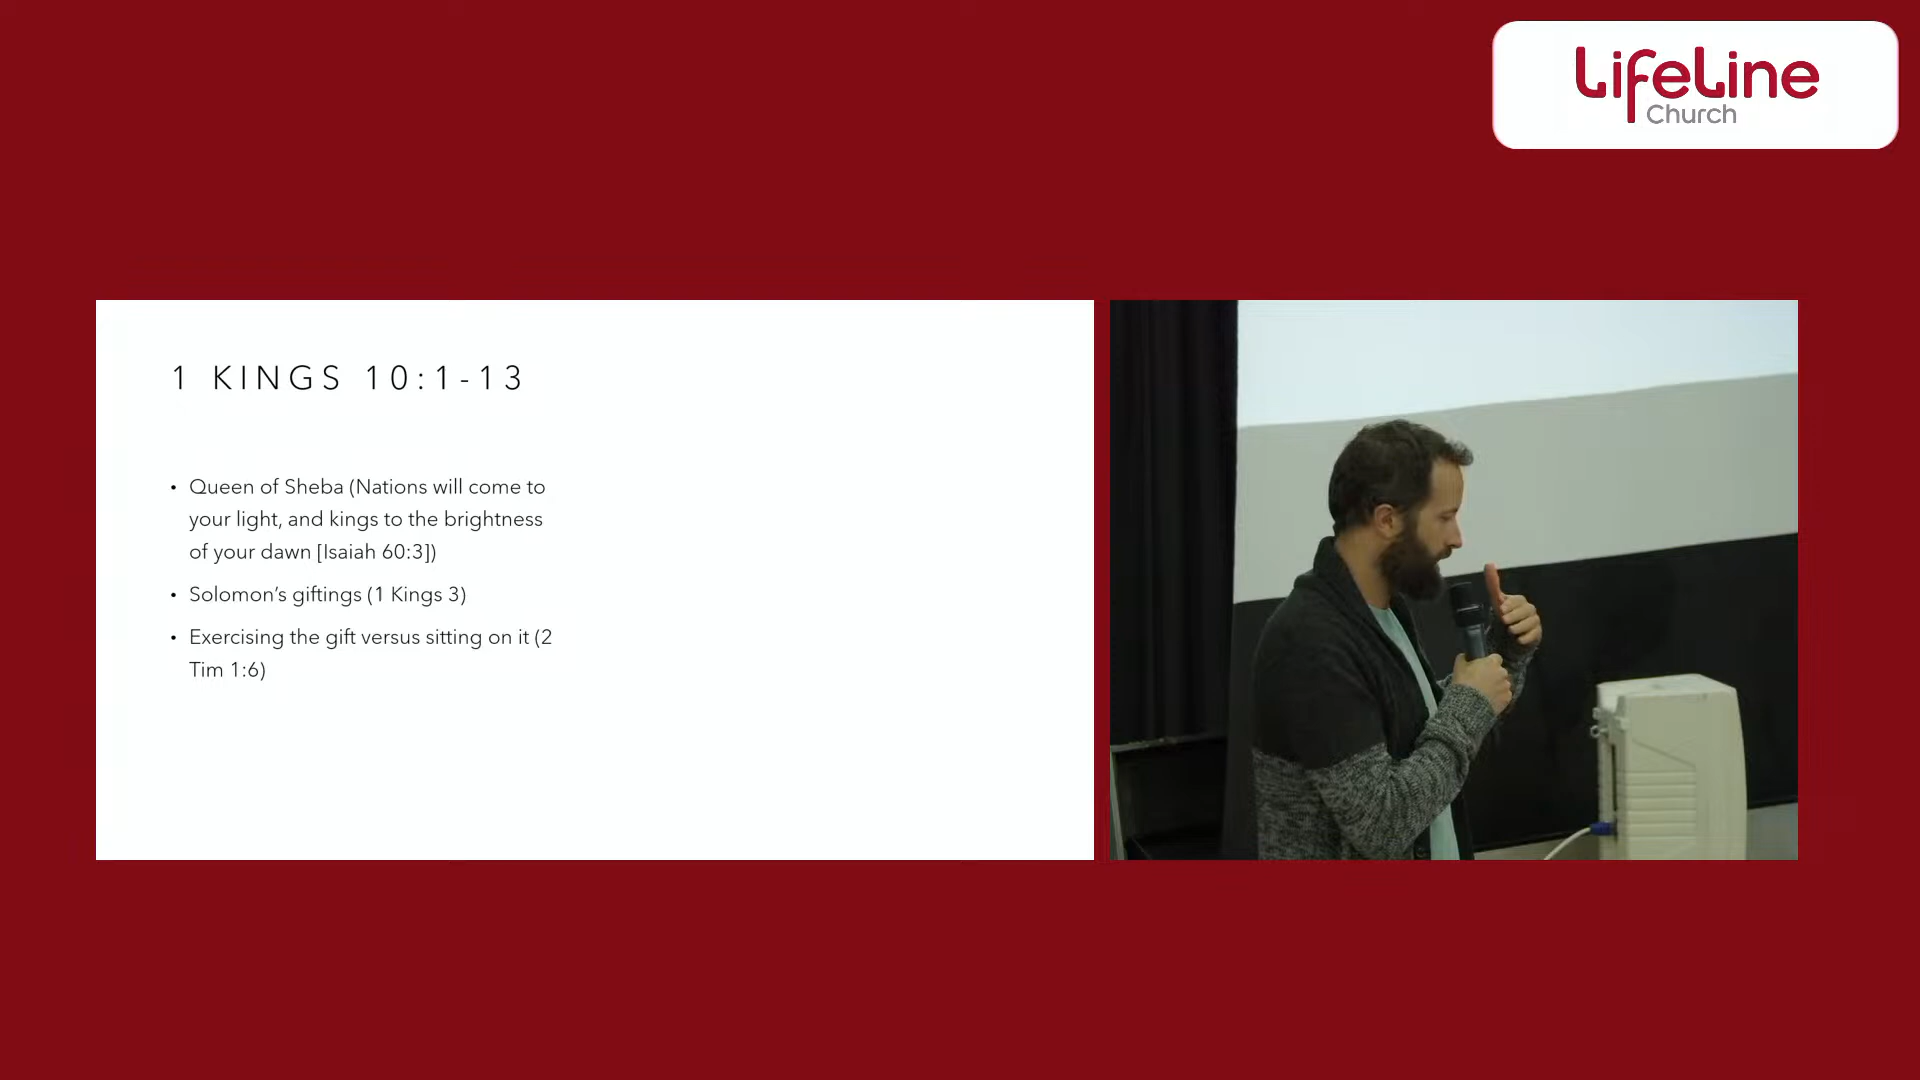 LifeLine
Church
1 KINGS 10:1-13
• Queen of Sheba (Nations will come to
your light, and kings to the brightness
of your dawn [Isaiah 60:3])
• Solomon's giftings (1 Kings 3)
• Exercising the gift versus sitting on it (2
Tim 1:6)